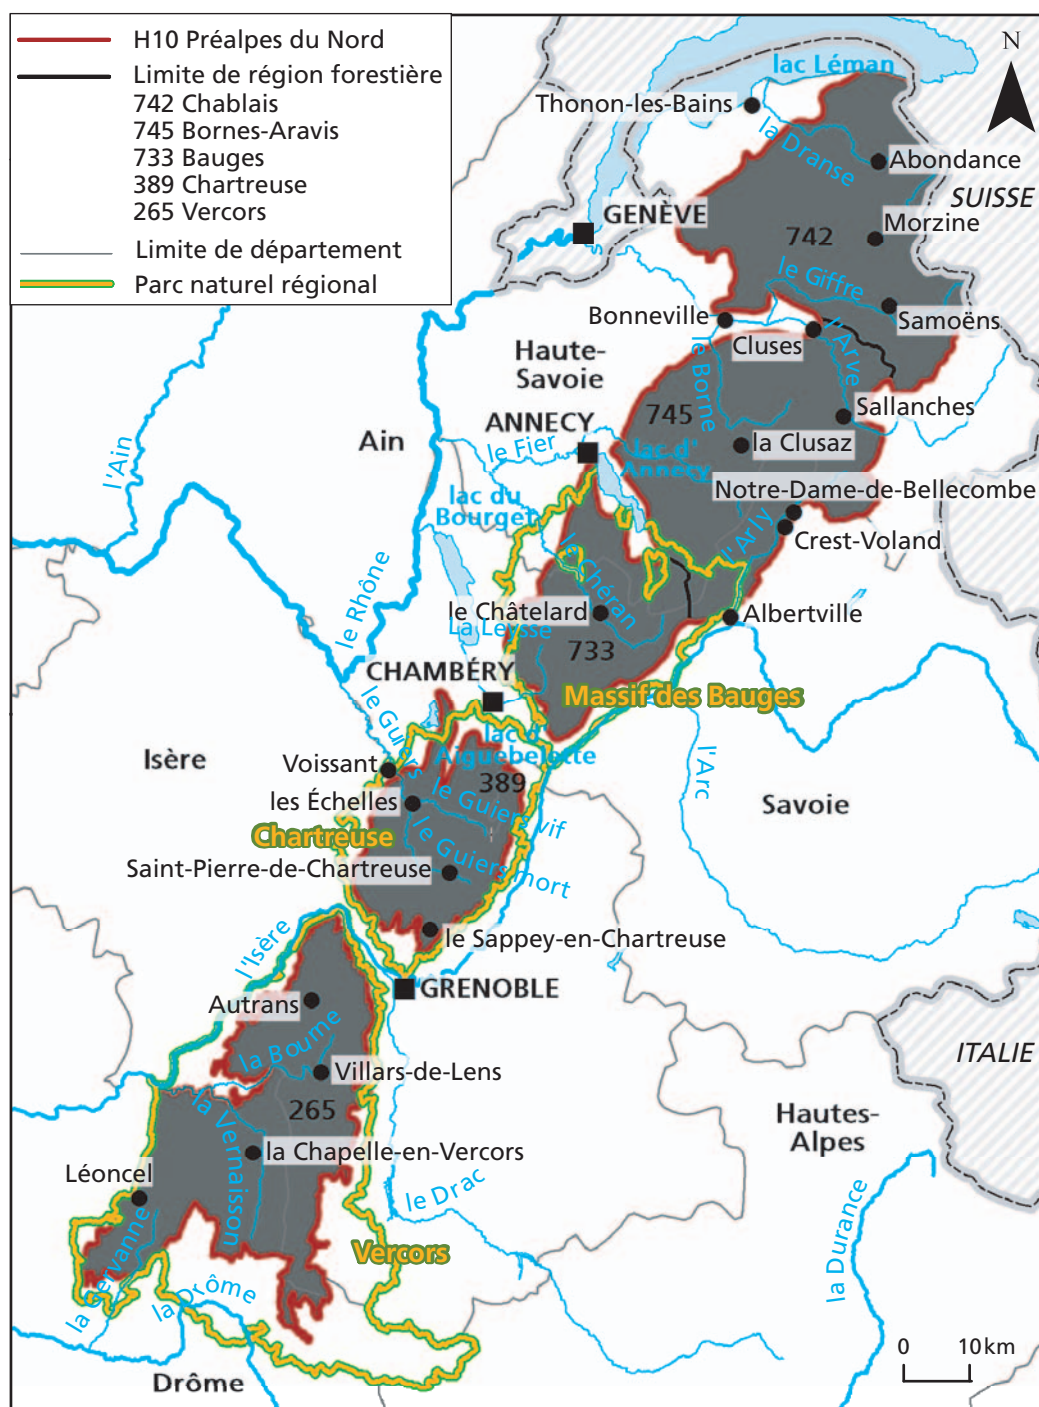 H10 Préalpes du Nord
Limite de région forestière
742 Chablais
745 Bornes-Aravis
733 Bauges
389 Chartreuse
265 Vercors
Limite de département
Parc naturel régional
N
lac Léman
Thonon-les-Bains
la Dranse
Abondance
SUISSE
GENÈVE
742
Morzine
le Giffre
Samoëns
Bonneville
Cluses
l'Arve
Haute-
Savoie
le Borne
745
Sallanches
ANNECY
la Clusaz
Ain
l'Ain
le Fier
lac d'
Annecy
lac du
Bourget
Notre-Dame-de-Bellecombe
Crest-Voland
l'Arly
le Chéran
le Rhône
le Châtelard
Albertville
La Leysse
733
CHAMBÉRY
Massif des Bauges
le Guiers
lac d'
Aiguebelette
l'Arc
Isère
Voissant
389
les Échelles
Savoie
le Guiers vif
Chartreuse
le Guiers mort
Saint-Pierre-de-Chartreuse
l'Isère
le Sappey-en-Chartreuse
GRENOBLE
Autrans
la Bourne
ITALIE
Villars-de-Lens
265
la Vernaisson
Hautes-
Alpes
la Chapelle-en-Vercors
Léoncel
le Drac
la Durance
la Gervanne
Vercors
la Drôme
Drôme
0 10 km